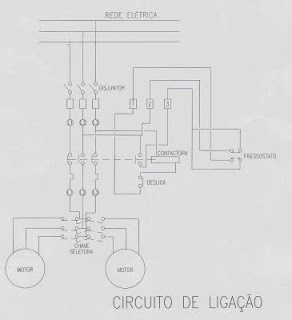 REDE ELÉTRICA
DISJUNTOR
1 2 3
CONTACTORA
PRESSOSTATO
DESLIGA
CHAVE
SELETORA
MOTOR
MOTOR
CIRCUITO DE LIGAÇÃO